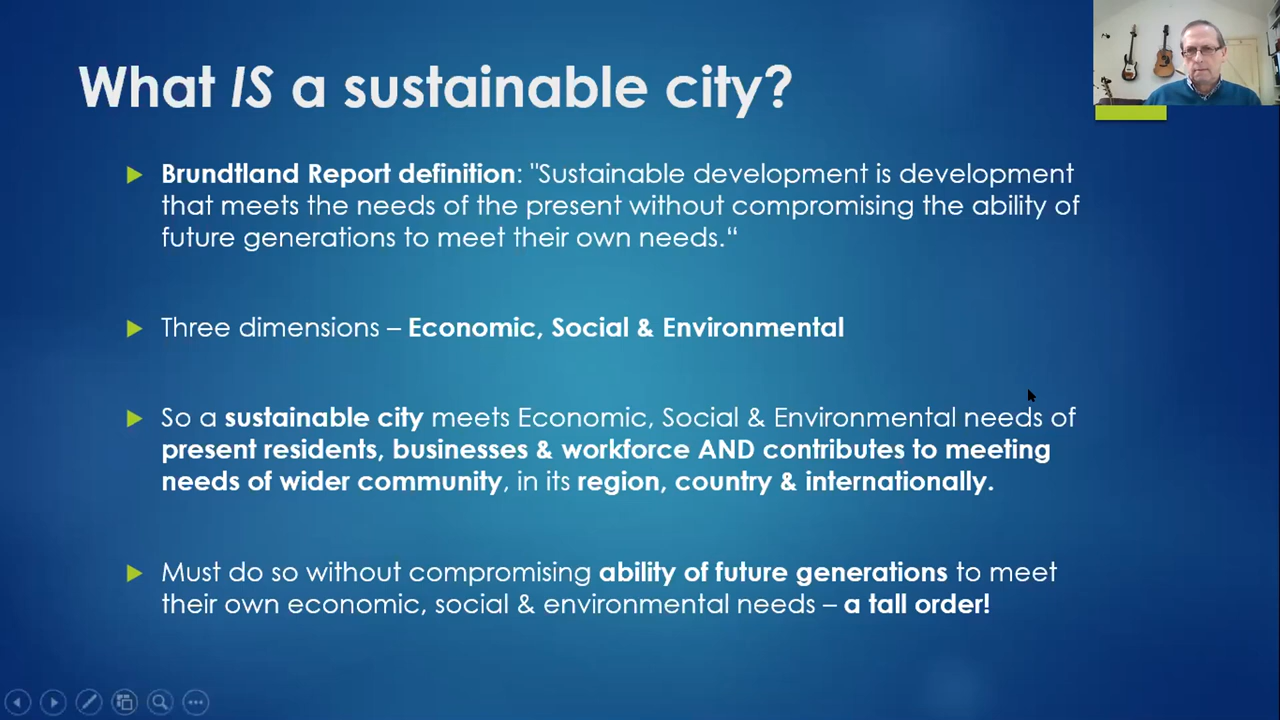 What IS a sustainable city?
Brundtland Report definition: "Sustainable development is development
that meets the needs of the present without compromising the ability of
future generations to meet their own needs.“
Three dimensions – Economic, Social & Environmental
So a sustainable city meets Economic, Social & Environmental needs of
present residents, businesses & workforce AND contributes to meeting
needs of wider community, in its region, country & internationally.
Must do so without compromising ability of future generations to meet
their own economic, social & environmental needs – a tall order!